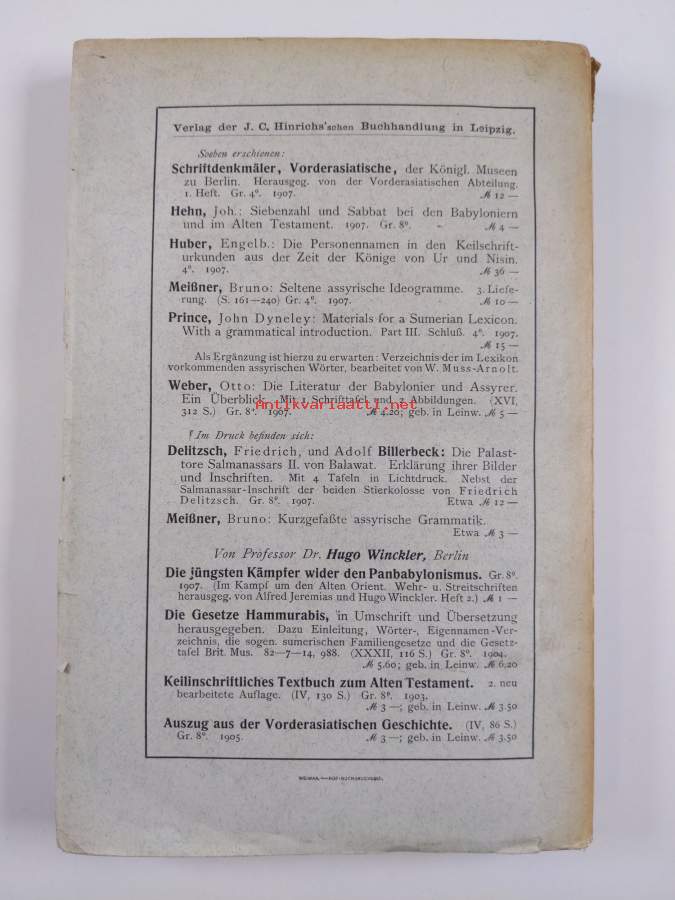 Verlag der J. C. Hinrichs'schen Buchhandlung in Leipzig.
Soeben erschienen:
Schriftdenkmäler, Vorderasiatische, der Königl. Museen
zu Berlin. Herausgeg. von der Vorderasiatischen Abteilung.
1. Heft. Gr. 4°. 1907. ℳ 12 —
Hehn, Joh.: Siebenzahl und Sabbat bei den Babyloniern
und im Alten Testament. 1907. Gr. 8°. ℳ 4 —
Huber, Engelb.: Die Personennamen in den Keilschrift-
urkunden aus der Zeit der Könige von Ur und Nisin.
4°. 1907. ℳ 36 —
Meißner, Bruno: Seltene assyrische Ideogramme. 3. Liefe-
rung. (S. 161—240) Gr. 4°. 1907. ℳ 10 —
Prince, John Dyneley: Materials for a Sumerian Lexicon.
With a grammatical introduction. Part III. Schluß. 4°. 1907.
ℳ 15 —
Als Ergänzung ist hierzu zu erwarten: Verzeichnis der im Lexikon
vorkommenden assyrischen Wörter, bearbeitet von W. Muss-Arnolt.
Weber, Otto: Die Literatur der Babylonier und Assyrer.
Ein Überblick. Mit 1 Schrifttafel und 2 Abbildungen. (XVI,
312 S.) Gr. 8°. 1907. ℳ 4.20; geb. in Leinw. ℳ 5 —
Antikvariaatti.net
Im Druck befinden sich:
Delitzsch, Friedrich, und Adolf Billerbeck: Die Palast-
tore Salmanassars II. von Balawat. Erklärung ihrer Bilder
und Inschriften. Mit 4 Tafeln in Lichtdruck. Nebst der
Salmanassar-Inschrift der beiden Stierkolosse von Friedrich
Delitzsch. Gr. 8°. 1907. Etwa ℳ 12 —
Meißner, Bruno: Kurzgefaßte assyrische Grammatik.
Etwa ℳ 3 —
Von Professor Dr. Hugo Winckler, Berlin
Die jüngsten Kämpfer wider den Panbabylonismus. Gr. 8°.
1907. (Im Kampf um den Alten Orient. Wehr- u. Streitschriften
herausgeg. von Alfred Jeremias und Hugo Winckler. Heft 2.) ℳ 1 —
Die Gesetze Hammurabis, in Umschrift und Übersetzung
herausgegeben. Dazu Einleitung, Wörter-, Eigennamen-Ver-
zeichnis, die sogen. sumerischen Familiengesetze und die Gesetz-
tafel Brit. Mus. 82—7—14, 988. (XXXII, 116 S.) Gr. 8°. 1904.
ℳ 5.60; geb. in Leinw. ℳ 6.20
Keilinschriftliches Textbuch zum Alten Testament. 2. neu
bearbeitete Auflage. (IV, 130 S.) Gr. 8°. 1903.
ℳ 3 —; geb. in Leinw. ℳ 3.50
Auszug aus der Vorderasiatischen Geschichte. (IV, 86 S.)
Gr. 8°. 1905. ℳ 3 —; geb. in Leinw. ℳ 3.50
WEIMAR. — HOF-BUCHDRUCKEREI.